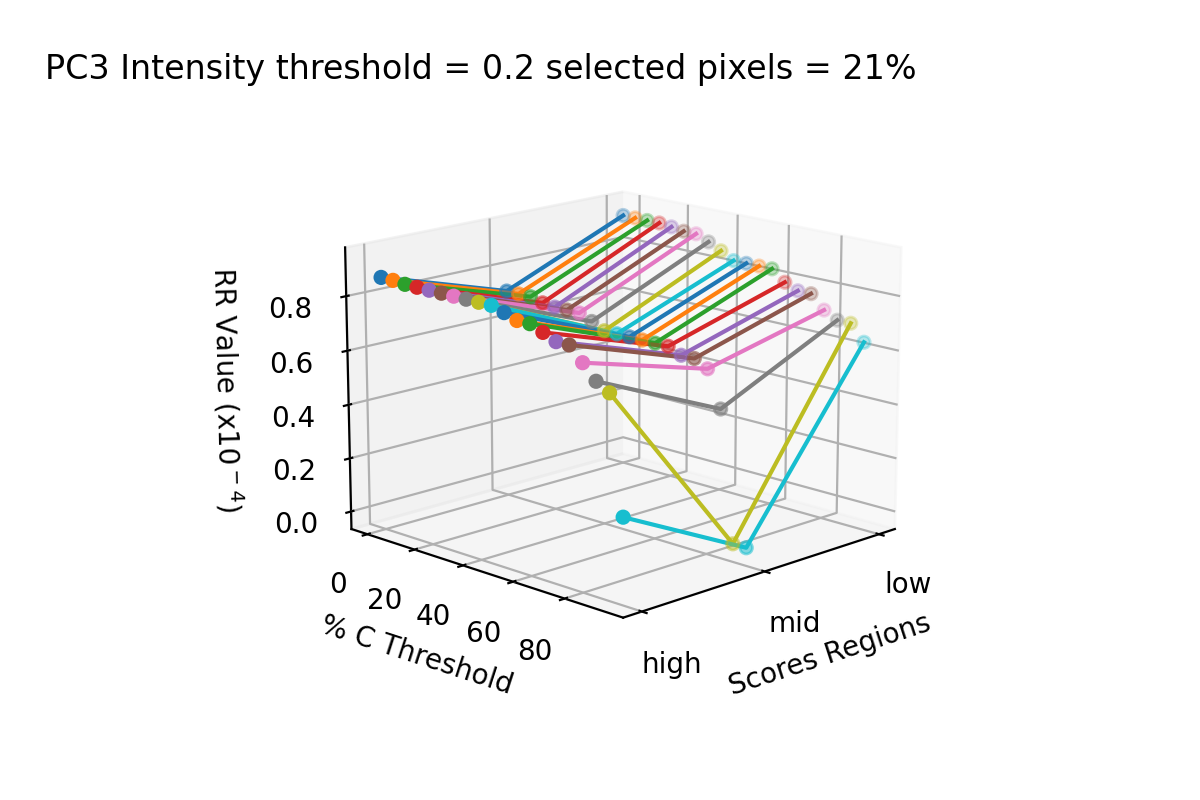 PC3 Intensity threshold = 0.2 selected pixels = 21%
RR Value (x10⁻⁴)
0.8
0.6
0.4
0.2
0.0
0
20
40
60
80
% C Threshold
high
mid
low
Scores Regions